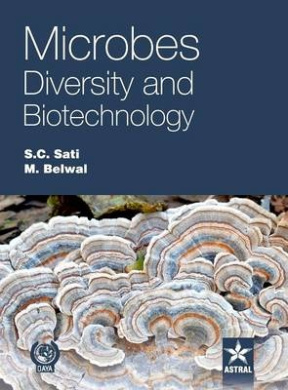 Microbes
Diversity and
Biotechnology
S.C. Sati
M. Belwal
DAYA
ASTRAL